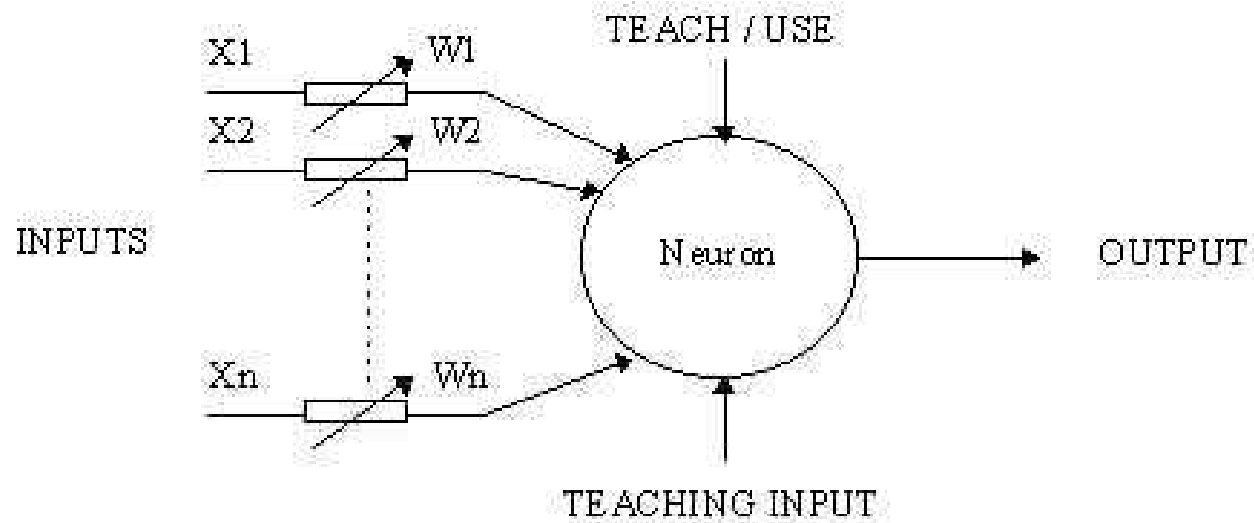 TEACH / USE
X1
W1
X2
W2
INPUTS
Neuron
OUTPUT
Xn
Wn
TEACHING INPUT